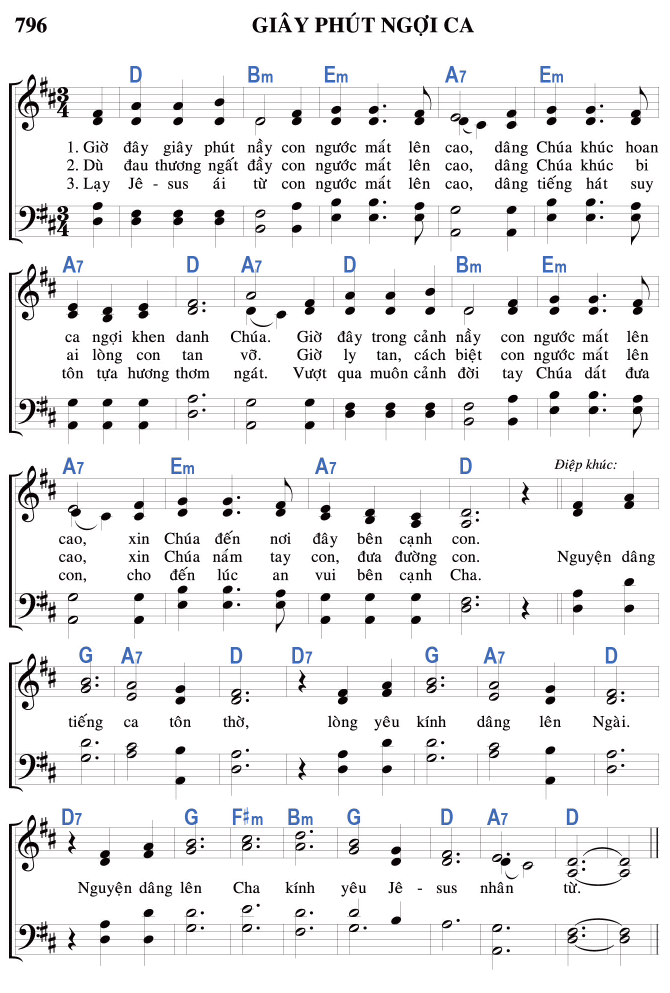 796 GIÂY PHÚT NGỢI CA
D Bm Em A7 Em
3 4
1. Giờ đây giây phút nầy con ngước mắt lên cao, dâng Chúa khúc hoan
2. Dù đau thương ngất đầy con ngước mắt lên cao, dâng Chúa khúc bi
3. Lạy Jê - sus ái từ con ngước mắt lên cao, dâng tiếng hát suy
3 4
A7 D A7 D Bm Em
ca ngợi khen danh Chúa. Giờ đây trong cảnh nầy con ngước mắt lên
ai lòng con tan vỡ. Giờ ly tan, cách biệt con ngước mắt lên
tôn tựa hương thơm ngát. Vượt qua muôn cảnh đời tay Chúa dắt đưa
A7 Em A7 D Điệp khúc:
cao, xin Chúa đến nơi đây bên cạnh con.
cao, xin Chúa nắm tay con, đưa đường con. Nguyện dâng
con, cho đến lúc an vui bên cạnh Cha.
G A7 D D7 G A7 D
tiếng ca tôn thờ, lòng yêu kính dâng lên Ngài.
D7 G F#m Bm G D A7 D
Nguyện dâng lên Cha kính yêu Jê - sus nhân từ.